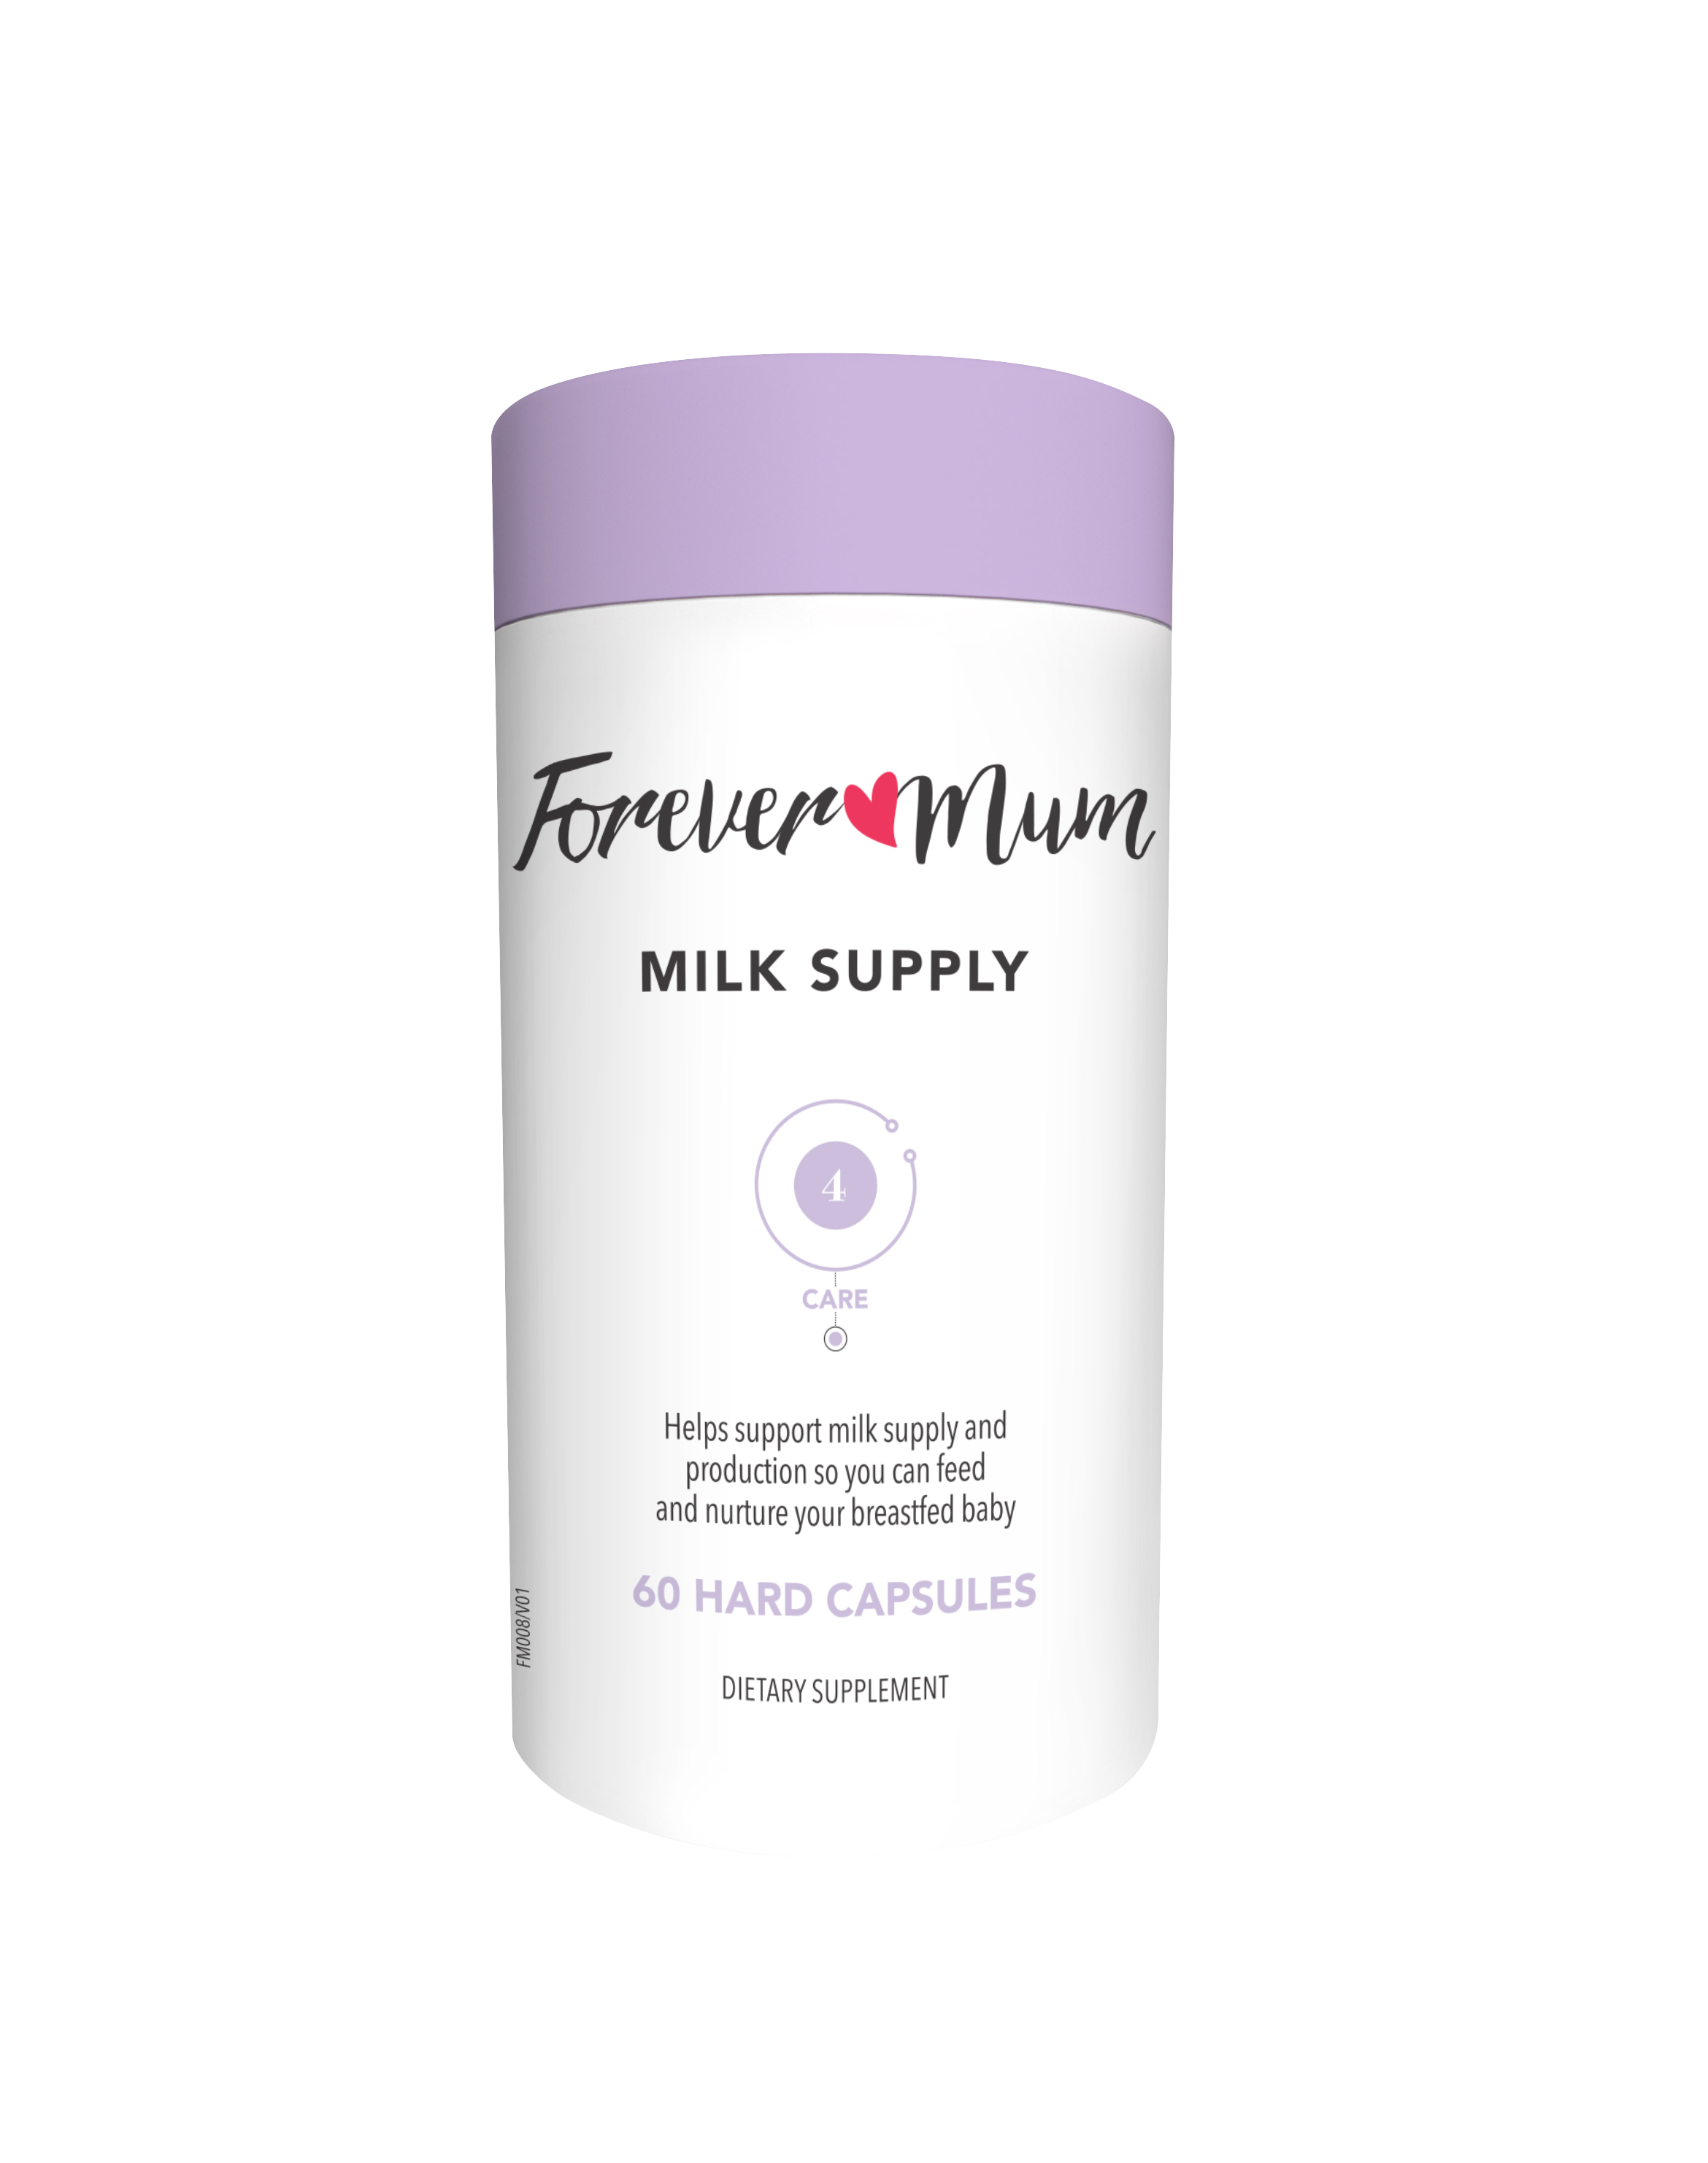 Forever Mum
MILK SUPPLY
4
CARE
Helps support milk supply and
production so you can feed
and nurture your breastfed baby
60 HARD CAPSULES
DIETARY SUPPLEMENT
FM008/V01